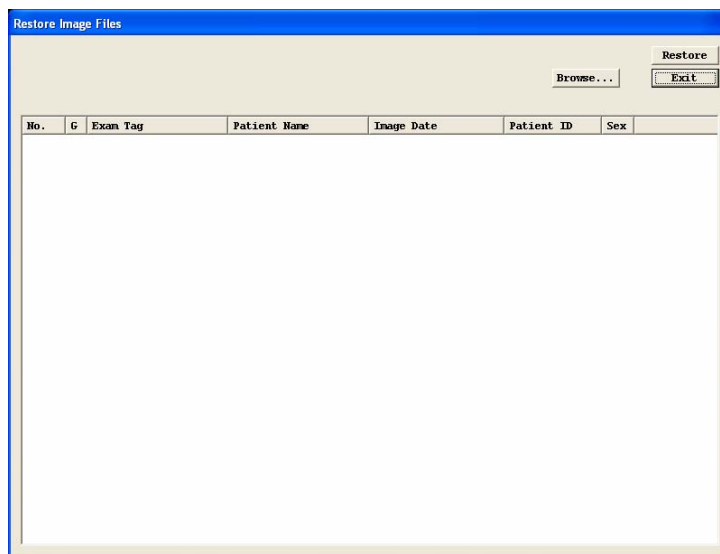 Restore Image Files
Restore
Browse... Exit
No. G Exam Tag Patient Name Image Date Patient ID Sex